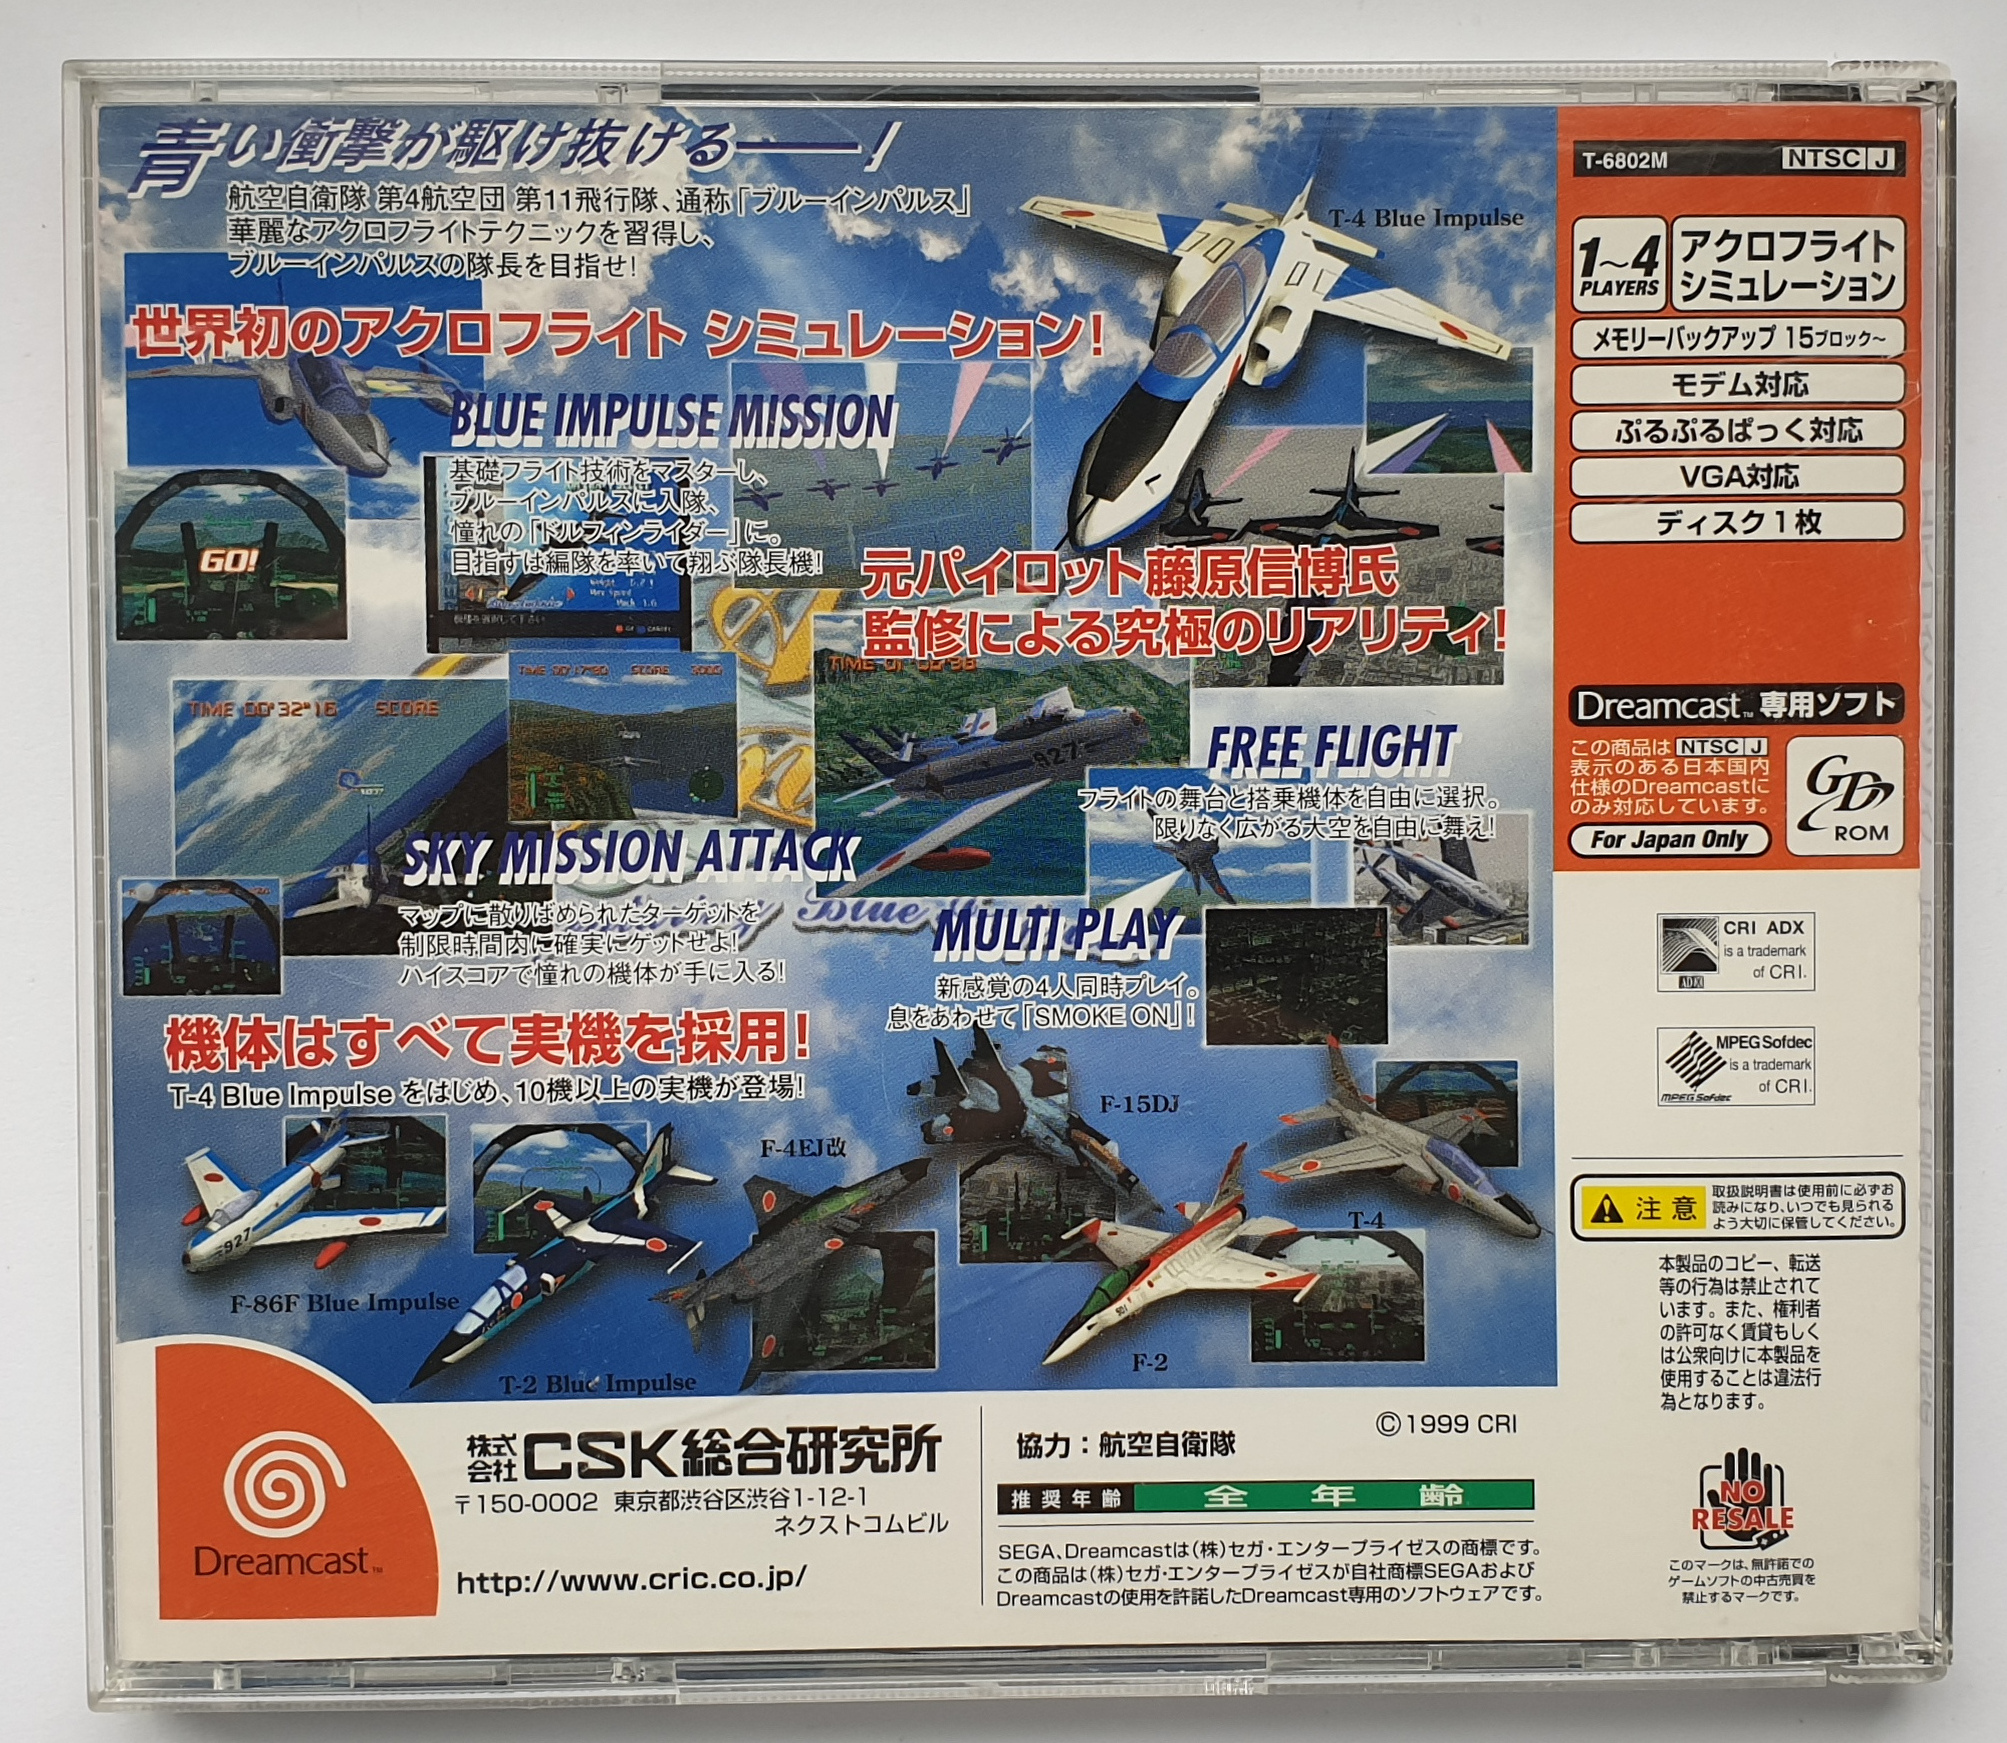 青い衝撃が駆け抜ける——!
航空自衛隊 第4航空団 第11飛行隊、通称「ブルーインパルス」
華麗なアクロフライトテクニックを習得し、
ブルーインパルスの隊長を目指せ!
T-4 Blue Impulse
世界初のアクロフライト シミュレーション!
BLUE IMPULSE MISSION
基礎フライト技術をマスターし、
ブルーインパルスに入隊、
憧れの「ドルフィンライダー」に。
目指すは編隊を率いて翔ぶ隊長機!
GO!
元パイロット藤原信博氏
監修による究極のリアリティ!
TIME 00'32"16 SCORE
TIME 00'17"80 SCORE 3000
927
FREE FLIGHT
フライトの舞台と搭乗機体を自由に選択。
限りなく広がる大空を自由に舞え!
SKY MISSION ATTACK
マップに散りばめられたターゲットを
制限時間内に確実にゲットせよ!
ハイスコアで憧れの機体が手に入る!
MULTI PLAY
新感覚の4人同時プレイ。
息をあわせて「SMOKE ON」!
機体はすべて実機を採用!
T-4 Blue Impulse をはじめ、10機以上の実機が登場!
F-15DJ
F-4EJ改
T-4
927
F-86F Blue Impulse
T-2 Blue Impulse
F-2
Dreamcast™
株式会社 CSK総合研究所
〒150-0002 東京都渋谷区渋谷1-12-1
ネクストコムビル
http://www.cric.co.jp/
©1999 CRI
協力：航空自衛隊
推奨年齢 全年齢
SEGA、Dreamcastは(株)セガ・エンタープライゼスの商標です。
この商品は(株)セガ・エンタープライゼスが自社商標SEGAおよび
Dreamcastの使用を許諾したDreamcast専用のソフトウェアです。
T-6802M NTSC J
1〜4
PLAYERS
アクロフライト
シミュレーション
メモリーバックアップ 15ブロック〜
モデム対応
ぷるぷるぱっく対応
VGA対応
ディスク1枚
Dreamcast™ 専用ソフト
この商品は NTSC J
表示のある日本国内
仕様のDreamcastに
のみ対応しています。
For Japan Only
GD
ROM
CRI ADX
is a trademark
of CRI.
ADX
MPEG Sofdec
is a trademark
of CRI.
MPEG Sofdec
注意
取扱説明書は使用前に必ずお
読みになり、いつでも見られる
よう大切に保管してください。
本製品のコピー、転送
等の行為は禁止されて
います。また、権利者
の許可なく賃貸もしく
は公衆向けに本製品を
使用することは違法行
為となります。
NO
RESALE
このマークは、無許諾での
ゲームソフトの中古売買を
禁止するマークです。